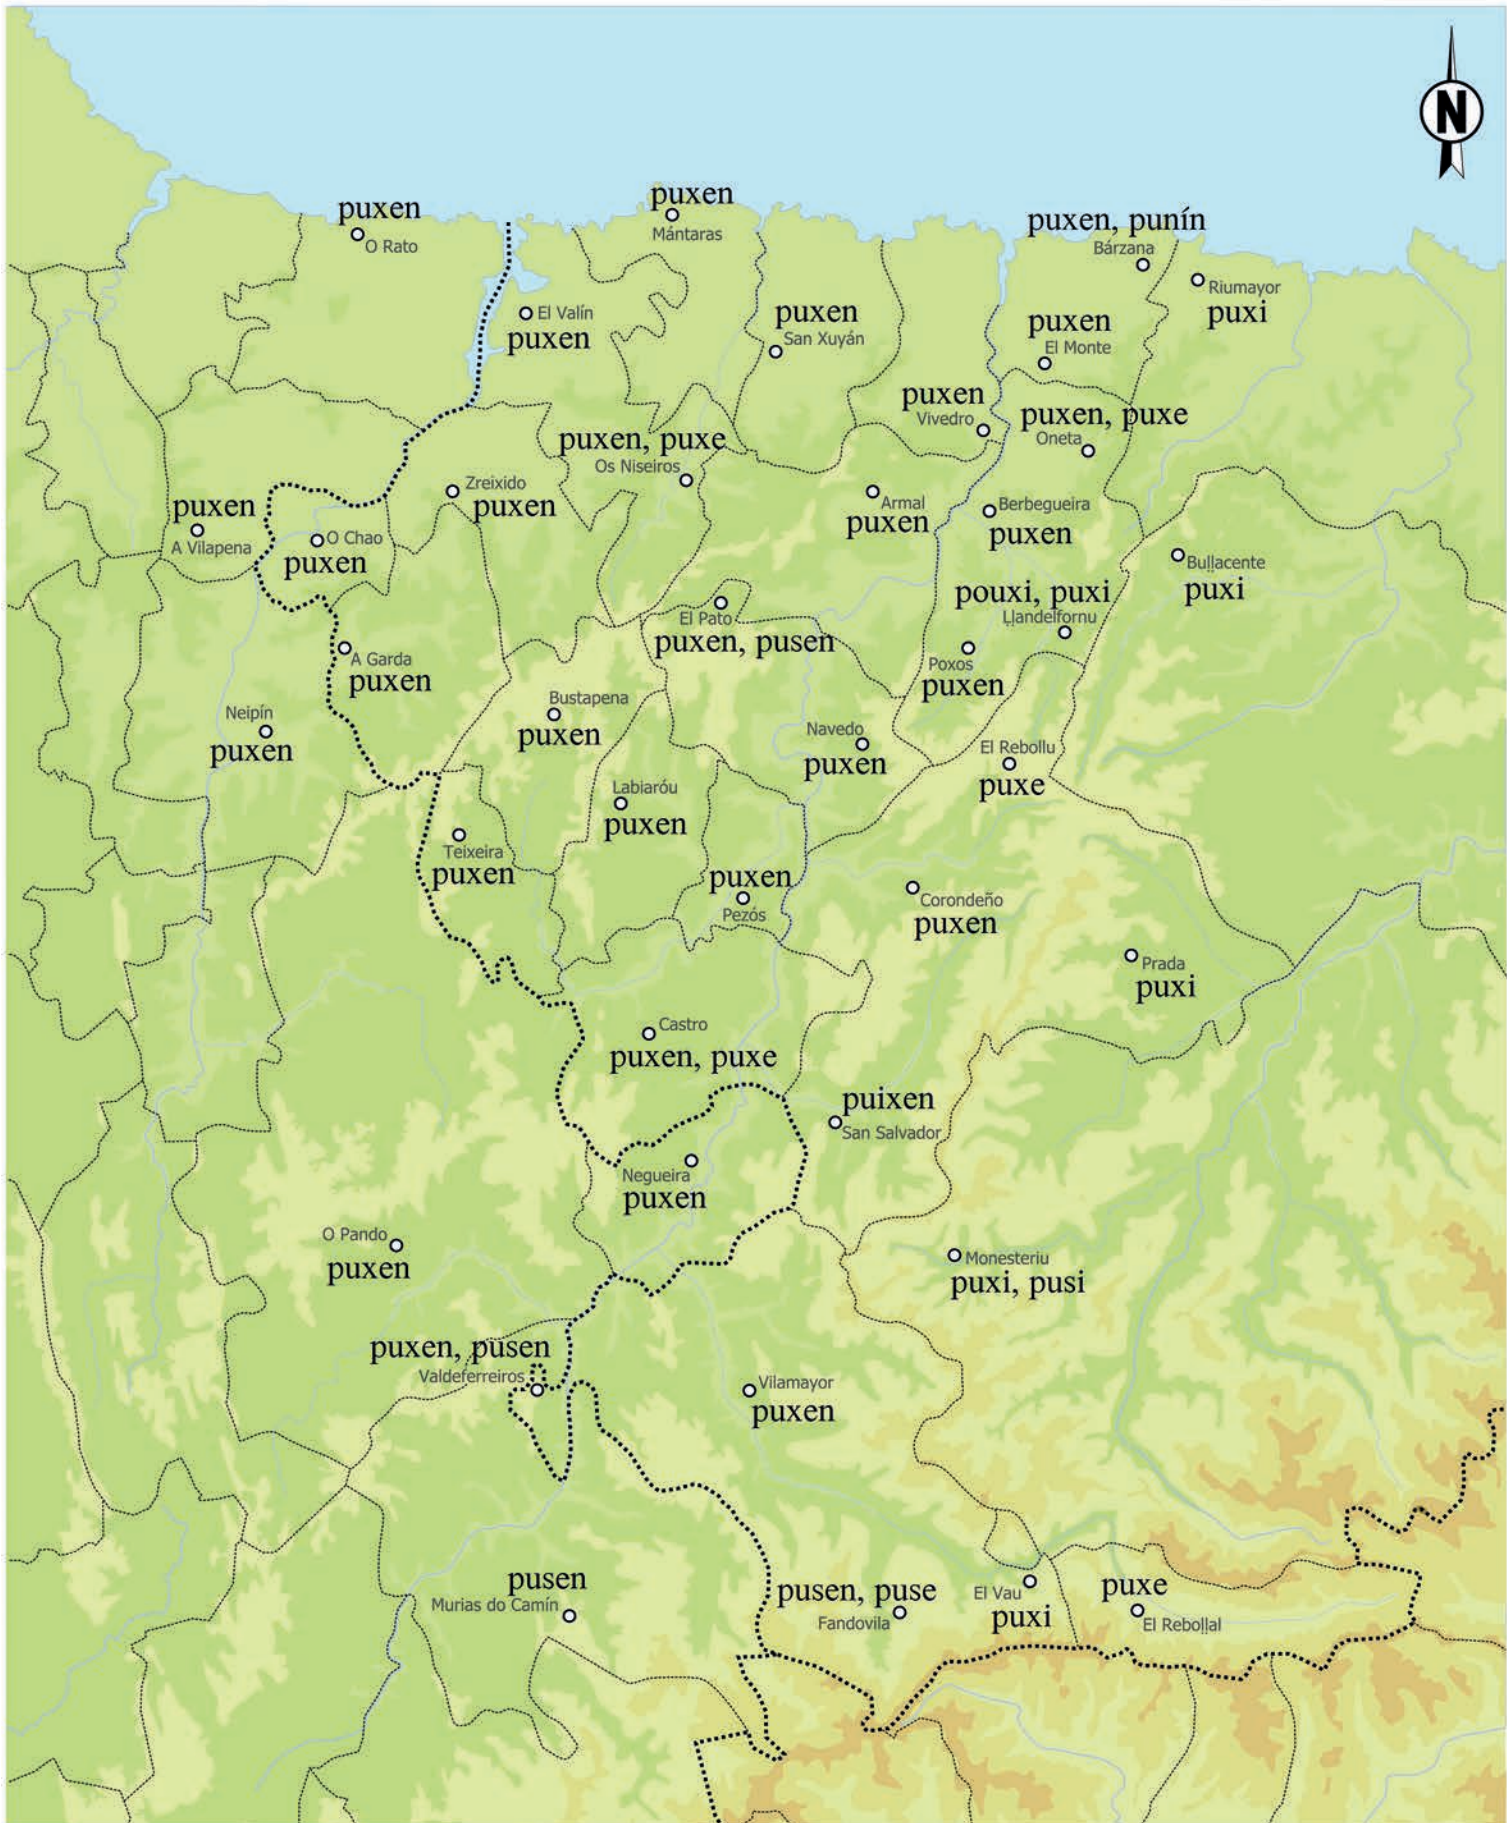 N
puxen
O Rato
puxen
Mántaras
puxen, punín
Bárzana
Riumayor
puxi
El Valín
puxen
puxen
San Xuyán
puxen
El Monte
puxen
Vivedro
puxen, puxe
Oneta
puxen, puxe
Os Niseiros
Zreixido
puxen
puxen
A Vilapena
O Chao
puxen
Armal
puxen
Berbegueira
puxen
Buḷḷacente
puxi
pouxi, puxi
Ḷḷandelfornu
El Pato
puxen, pusen
A Garda
puxen
Poxos
puxen
Neipín
puxen
Bustapena
puxen
Navedo
puxen
El Rebollu
puxe
Labiaróu
puxen
Teixeira
puxen
puxen
Pezós
Corondeño
puxen
Prada
puxi
Castro
puxen, puxe
puixen
San Salvador
Negueira
puxen
O Pando
puxen
Monesteriu
puxi, pusi
puxen, pusen
Valdeferreiros
Vilamayor
puxen
pusen
Murias do Camín
pusen, puse
Fandovila
El Vau
puxi
puxe
El Reboḷḷal